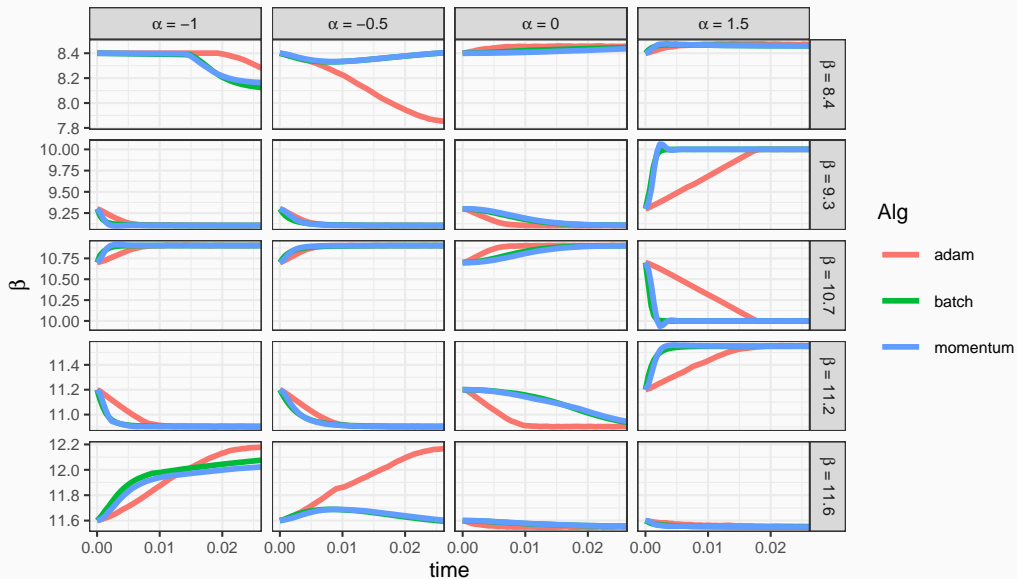 α = −1
α = −0.5
α = 0
α = 1.5
8.4
8.2
8.0
7.8
β = 8.4
10.00
9.75
9.50
9.25
β = 9.3
10.75
10.50
10.25
10.00
β = 10.7
11.4
11.2
11.0
β = 11.2
12.2
12.0
11.8
11.6
β = 11.6
0.00 0.01 0.02 0.00 0.01 0.02 0.00 0.01 0.02 0.00 0.01 0.02
time
β
Alg
adam
batch
momentum